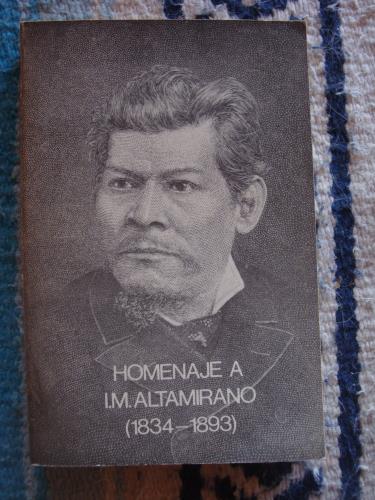 HOMENAJE A
I.M. ALTAMIRANO
(1834-1893)